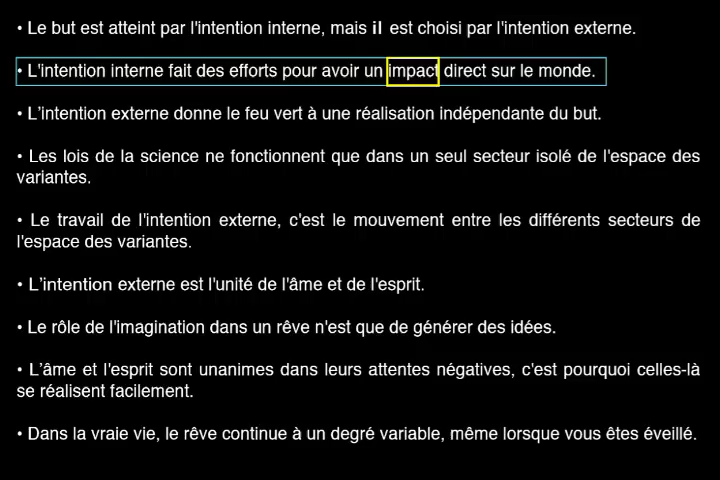 • Le but est atteint par l'intention interne, mais il est choisi par l'intention externe.
• L'intention interne fait des efforts pour avoir un impact direct sur le monde.
• L'intention externe donne le feu vert à une réalisation indépendante du but.
• Les lois de la science ne fonctionnent que dans un seul secteur isolé de l'espace des
variantes.
• Le travail de l'intention externe, c'est le mouvement entre les différents secteurs de
l'espace des variantes.
• L'intention externe est l'unité de l'âme et de l'esprit.
• Le rôle de l'imagination dans un rêve n'est que de générer des idées.
• L'âme et l'esprit sont unanimes dans leurs attentes négatives, c'est pourquoi celles-là
se réalisent facilement.
• Dans la vraie vie, le rêve continue à un degré variable, même lorsque vous êtes éveillé.